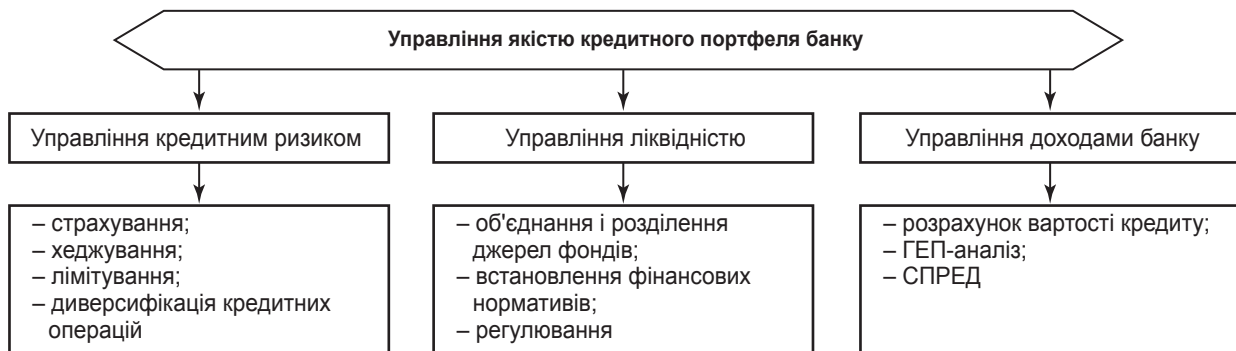 Управління якістю кредитного портфеля банку
Управління кредитним ризиком
Управління ліквідністю
Управління доходами банку
– страхування;
– хеджування;
– лімітування;
– диверсифікація кредитних
операцій
– об'єднання і розділення
джерел фондів;
– встановлення фінансових
нормативів;
– регулювання
– розрахунок вартості кредиту;
– ГЕП-аналіз;
– СПРЕД